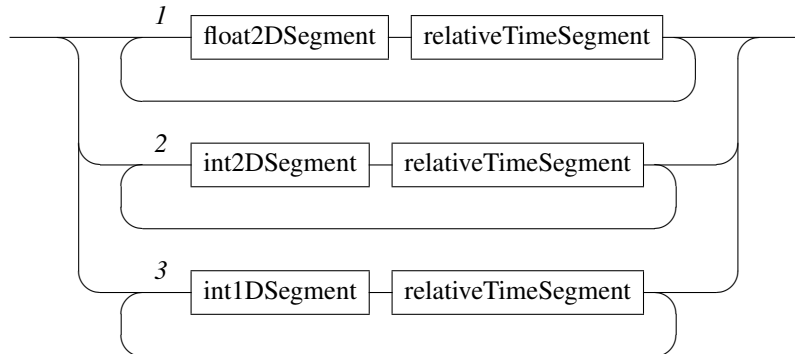 1
float2DSegment relativeTimeSegment
2
int2DSegment relativeTimeSegment
3
int1DSegment relativeTimeSegment